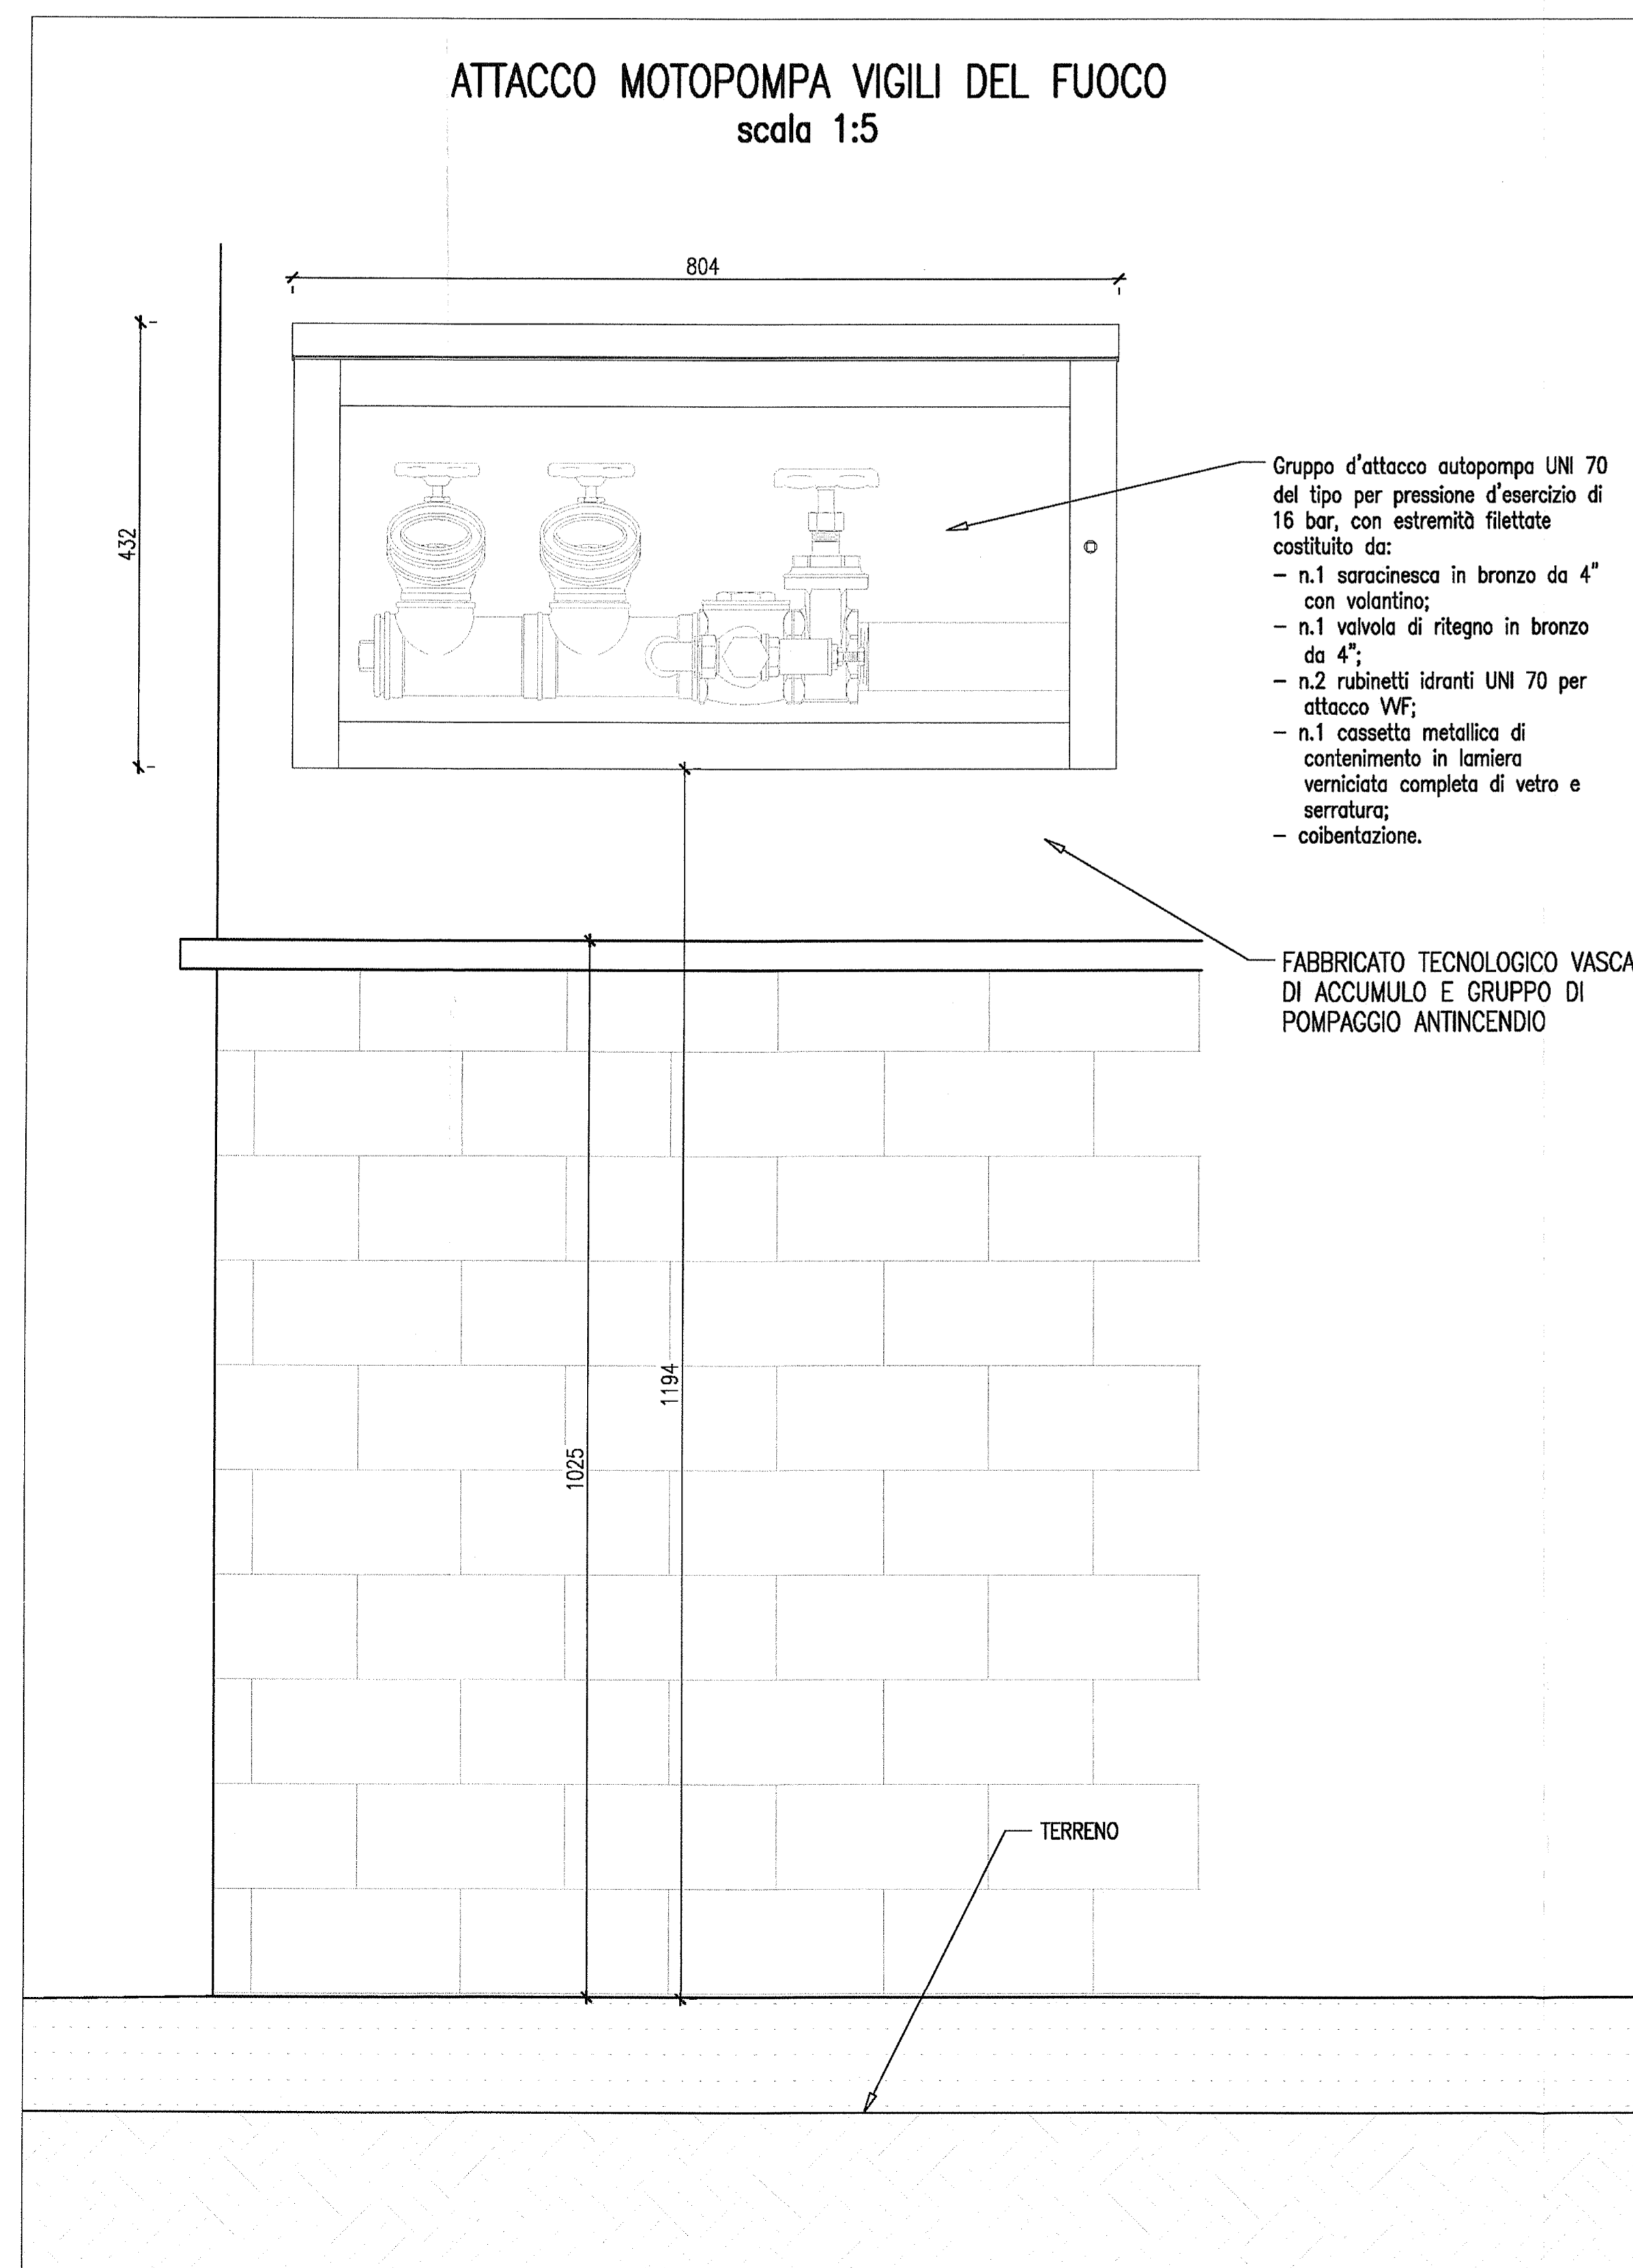 ATTACCO MOTOPOMPA VIGILI DEL FUOCO
scala 1:5
804
432
Gruppo d'attacco autopompa UNI 70
del tipo per pressione d'esercizio di
16 bar, con estremità filettate
costituito da:
– n.1 saracinesca in bronzo da 4"
con volantino;
– n.1 valvola di ritegno in bronzo
da 4";
– n.2 rubinetti idranti UNI 70 per
attacco VVF;
– n.1 cassetta metallica di
contenimento in lamiera
verniciata completa di vetro e
serratura;
– coibentazione.
FABBRICATO TECNOLOGICO VASCA
DI ACCUMULO E GRUPPO DI
POMPAGGIO ANTINCENDIO
1194
1025
TERRENO